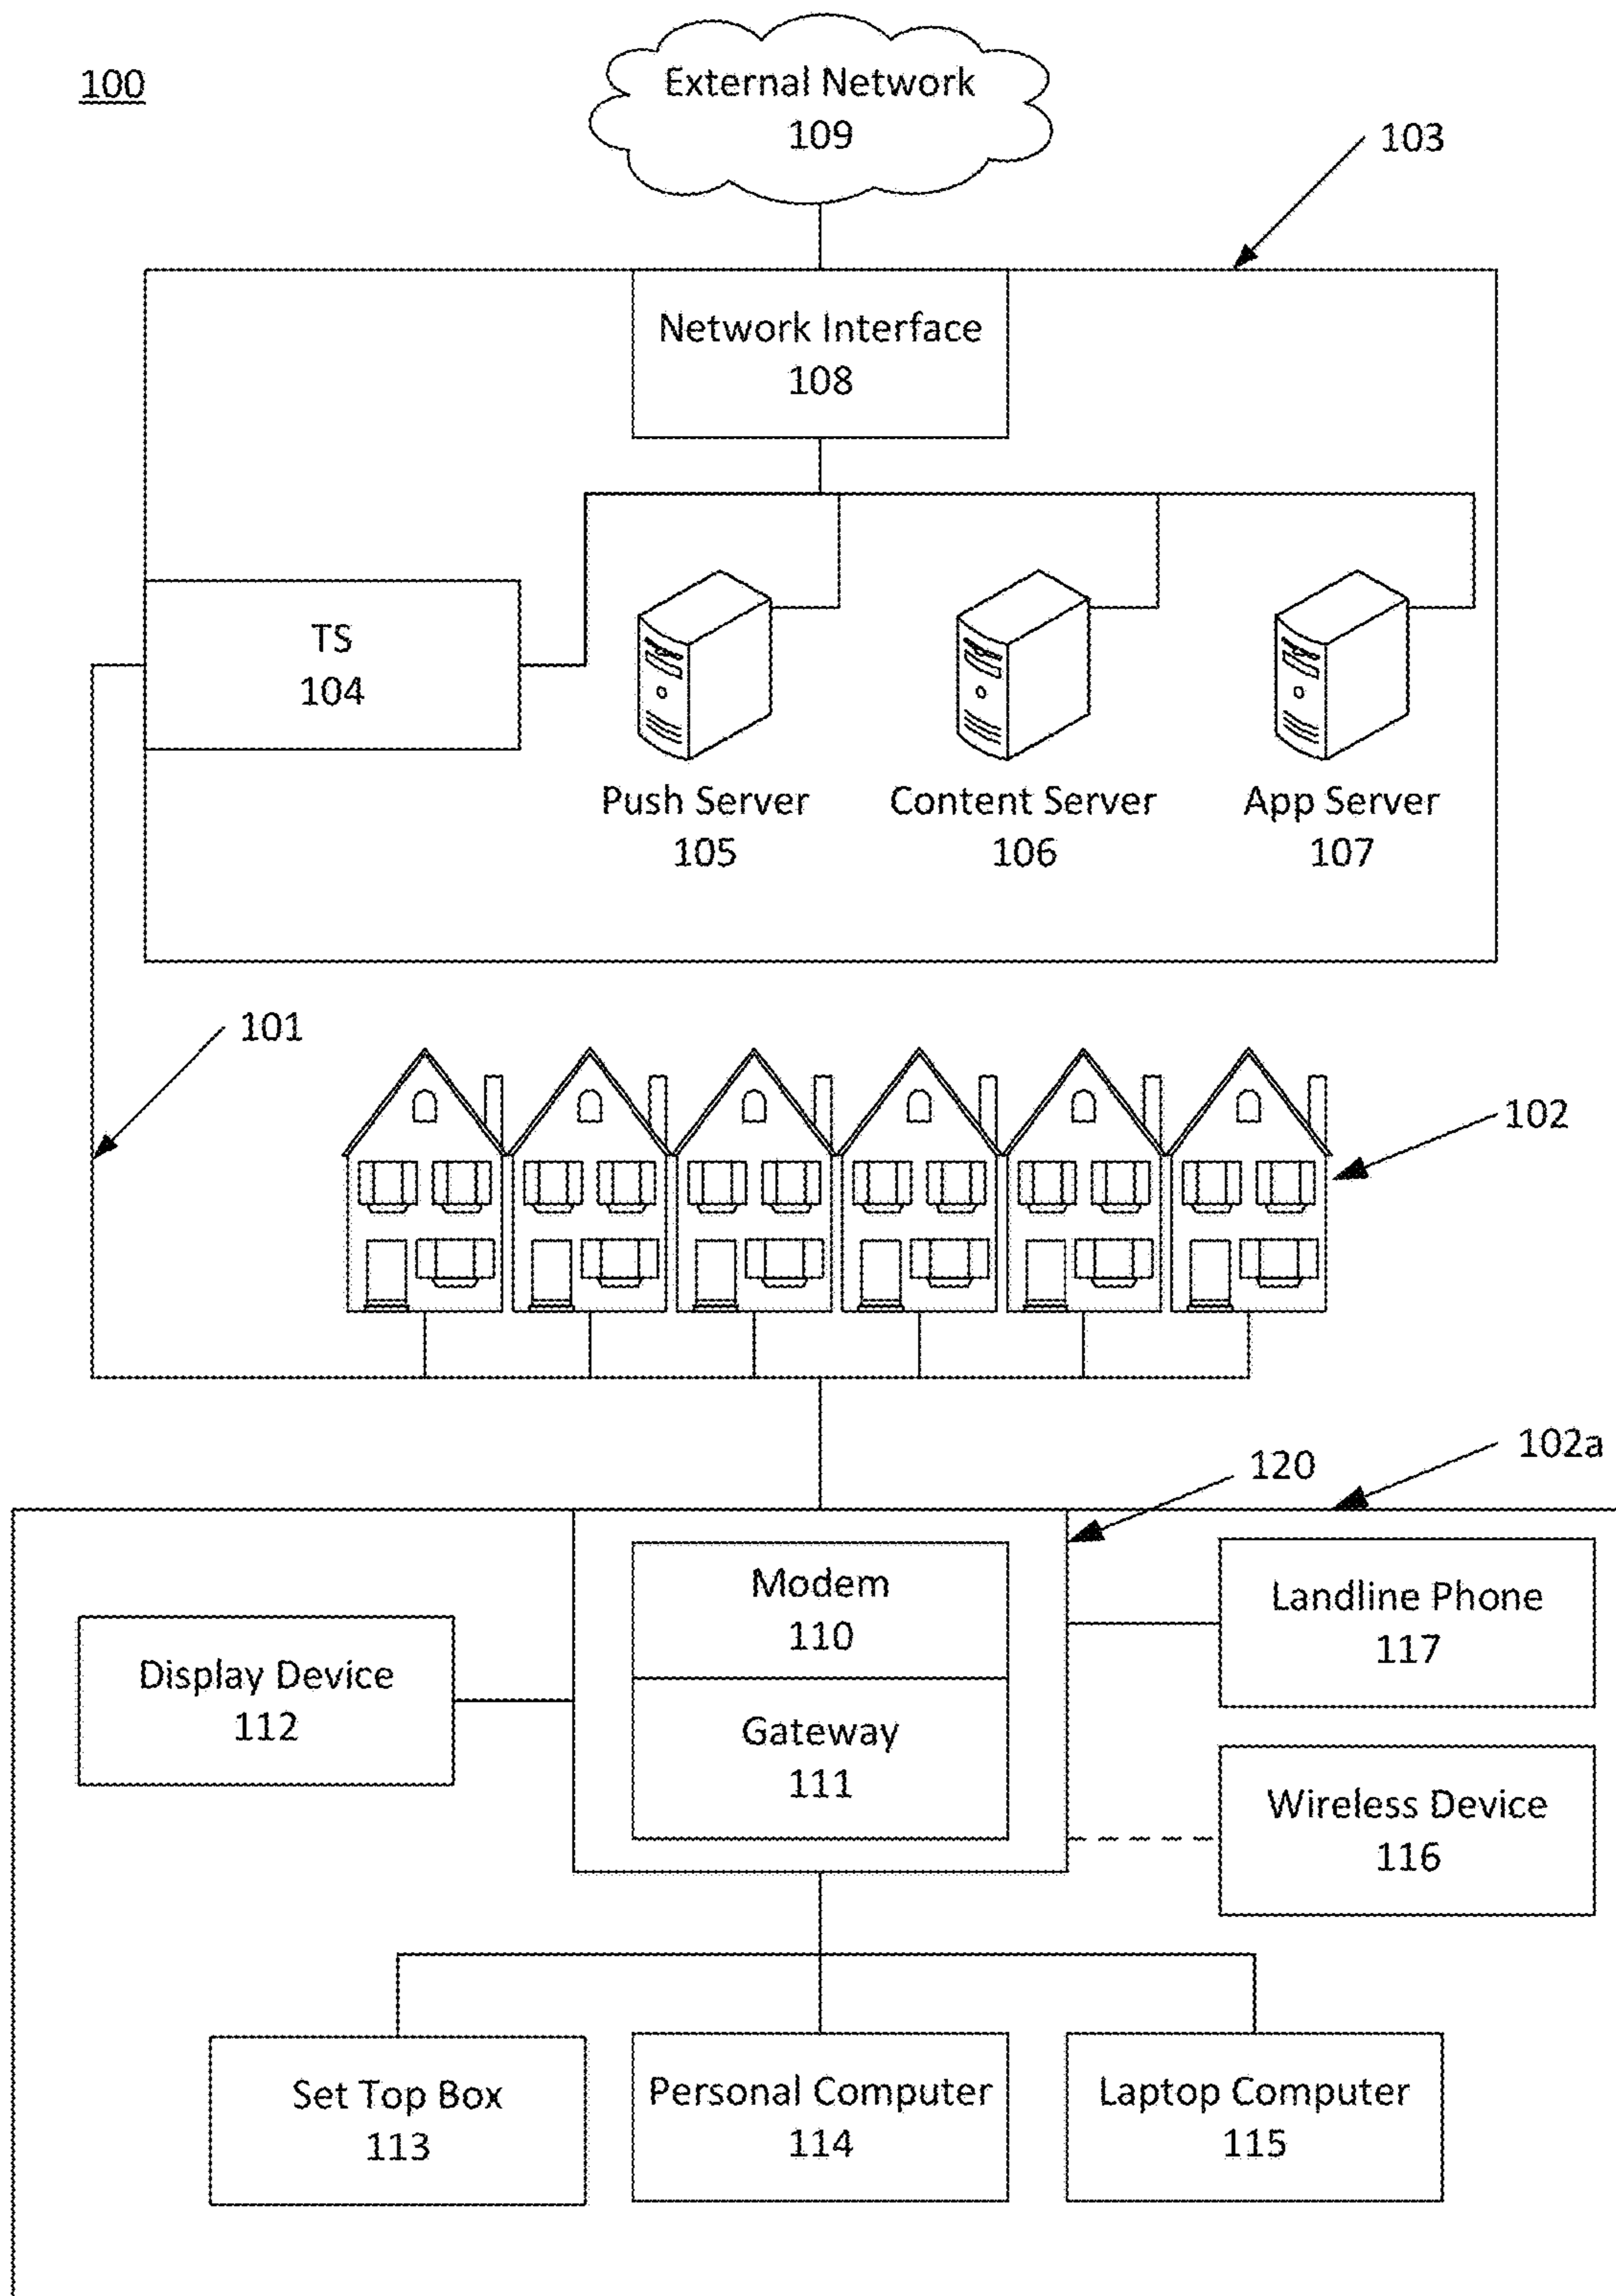 100
External Network
109
103
Network Interface
108
TS
104
Push Server
105
Content Server
106
App Server
107
101
102
102a
120
Modem
110
Landline Phone
117
Display Device
112
Gateway
111
Wireless Device
116
Set Top Box
113
Personal Computer
114
Laptop Computer
115